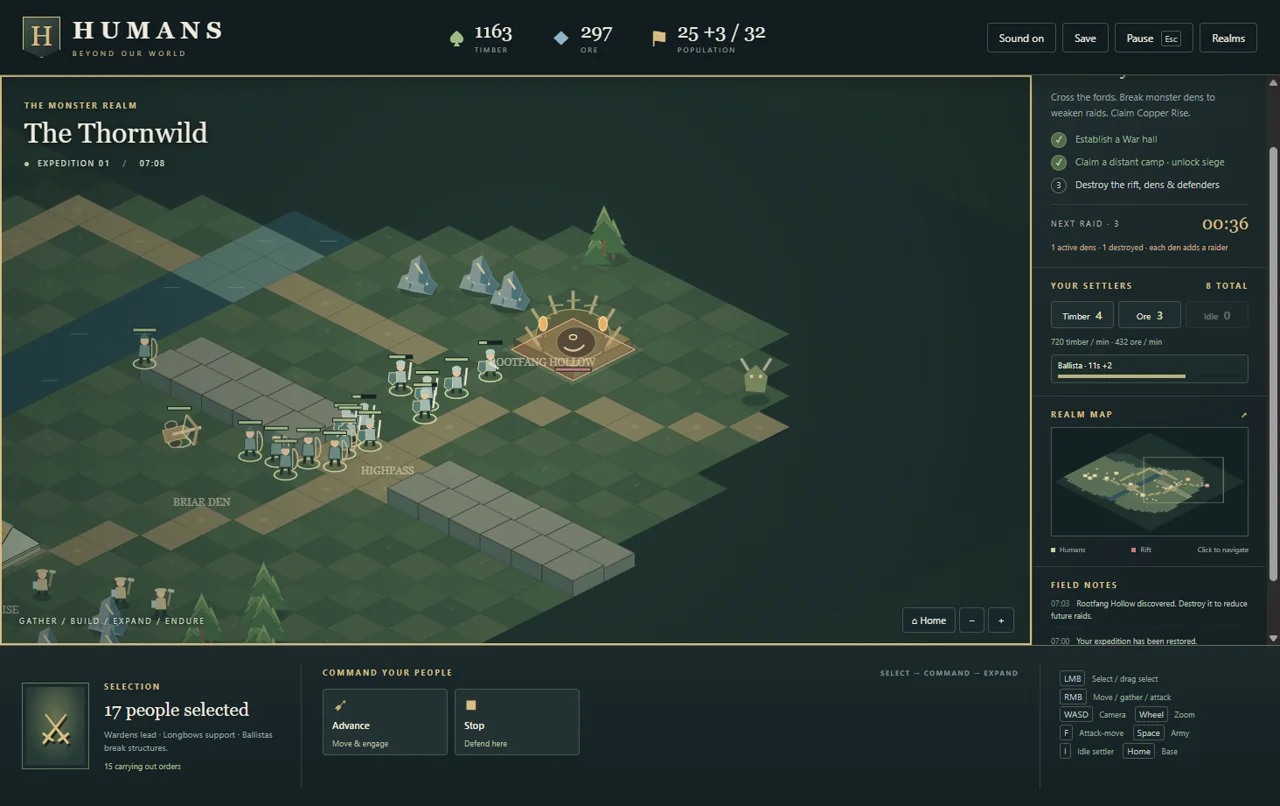 H
HUMANS
BEYOND OUR WORLD
1163
TIMBER
297
ORE
25 +3 / 32
POPULATION
Sound on
Save
Pause Esc
Realms
THE MONSTER REALM
The Thornwild
EXPEDITION 01 / 07:08
OOTFANG HOLLOW
HIGHPASS
BRIAR DEN
ISE
GATHER / BUILD / EXPAND / ENDURE
⌂ Home
−
+
Cross the fords. Break monster dens to
weaken raids. Claim Copper Rise.
✓ Establish a War hall
✓ Claim a distant camp · unlock siege
3 Destroy the rift, dens & defenders
NEXT RAID · 3 00:36
1 active dens · 1 destroyed · each den adds a raider
YOUR SETTLERS 8 TOTAL
Timber 4
Ore 3
Idle 0
720 timber / min · 432 ore / min
Ballista · 11s +2
REALM MAP ↗
Humans
Rift
Click to navigate
FIELD NOTES
07:03 Rootfang Hollow discovered. Destroy it to reduce
future raids.
07:00 Your expedition has been restored.
SELECTION
17 people selected
Wardens lead · Longbows support · Ballistas
break structures.
15 carrying out orders
COMMAND YOUR PEOPLE
SELECT → COMMAND → EXPAND
Advance
Move & engage
Stop
Defend here
LMB Select / drag select
RMB Move / gather / attack
WASD Camera Wheel Zoom
F Attack-move Space Army
I Idle settler Home Base